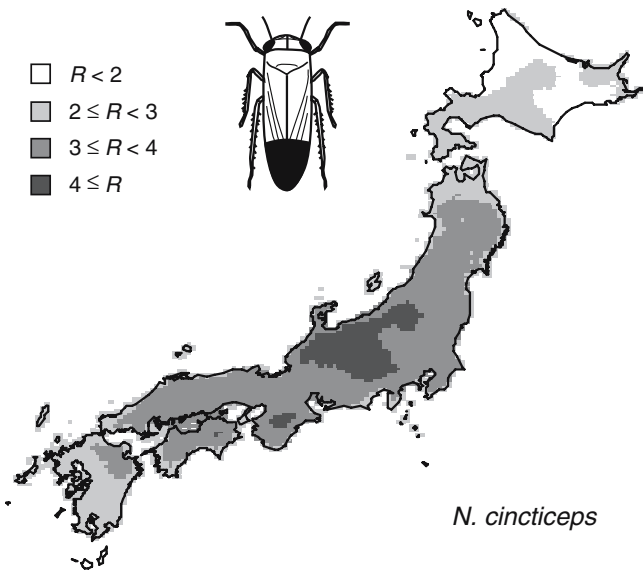 R < 2
2 ≤ R < 3
3 ≤ R < 4
4 ≤ R
N. cincticeps